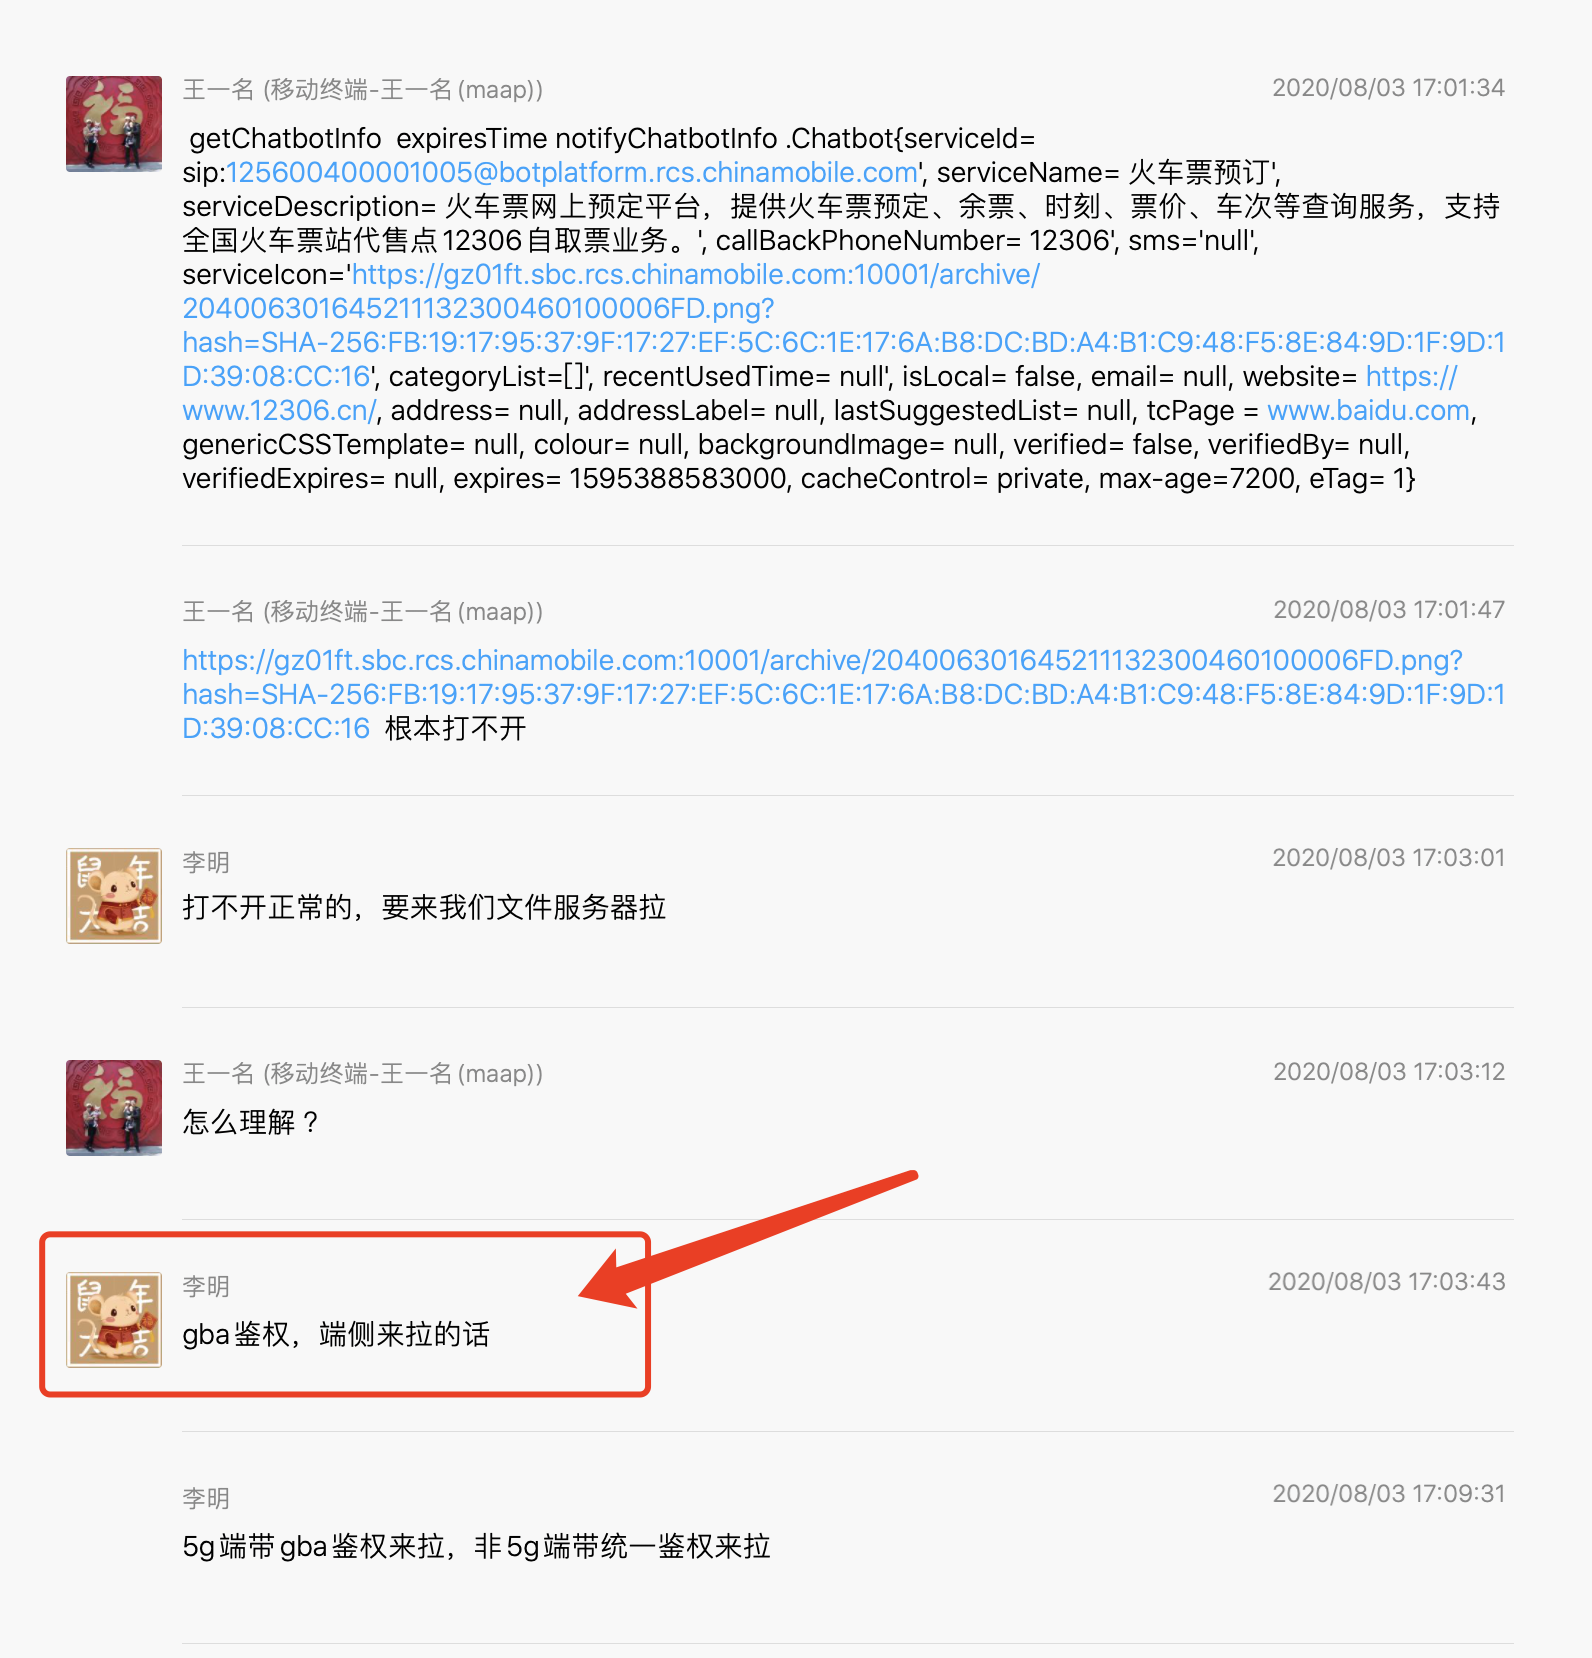 王一名 (移动终端-王一名(maap))
2020/08/03 17:01:34
getChatbotInfo  expiresTime notifyChatbotInfo .Chatbot{serviceId=
sip:125600400001005@botplatform.rcs.chinamobile.com', serviceName= 火车票预订',
serviceDescription= 火车票网上预定平台，提供火车票预定、余票、时刻、票价、车次等查询服务，支持
全国火车票站代售点12306自取票业务。', callBackPhoneNumber= 12306', sms='null',
serviceIcon='https://gz01ft.sbc.rcs.chinamobile.com:10001/archive/
20400630164521113230046010​0006FD.png?
hash=SHA-256:FB:19:17:95:37:9F:17:27:EF:5C:6C:1E:17:6A:B8:DC:BD:A4:B1:C9:48:F5:8E:84:9D:1F:9D:1
D:39:08:CC:16', categoryList=[]', recentUsedTime= null', isLocal= false, email= null, website= https://
www.12306.cn/, address= null, addressLabel= null, lastSuggestedList= null, tcPage = www.baidu.com,
genericCSSTemplate= null, colour= null, backgroundImage= null, verified= false, verifiedBy= null,
verifiedExpires= null, expires= 1595388583000, cacheControl= private, max-age=7200, eTag= 1}
王一名 (移动终端-王一名(maap))
2020/08/03 17:01:47
https://gz01ft.sbc.rcs.chinamobile.com:10001/archive/204006301645211132300460100006FD.png?
hash=SHA-256:FB:19:17:95:37:9F:17:27:EF:5C:6C:1E:17:6A:B8:DC:BD:A4:B1:C9:48:F5:8E:84:9D:1F:9D:1
D:39:08:CC:16  根本打不开
鼠年
大吉
李明
2020/08/03 17:03:01
打不开正常的，要来我们文件服务器拉
王一名 (移动终端-王一名(maap))
2020/08/03 17:03:12
怎么理解？
鼠年
大吉
李明
2020/08/03 17:03:43
gba鉴权，端侧来拉的话
李明
2020/08/03 17:09:31
5g端带gba鉴权来拉，非5g端带统一鉴权来拉